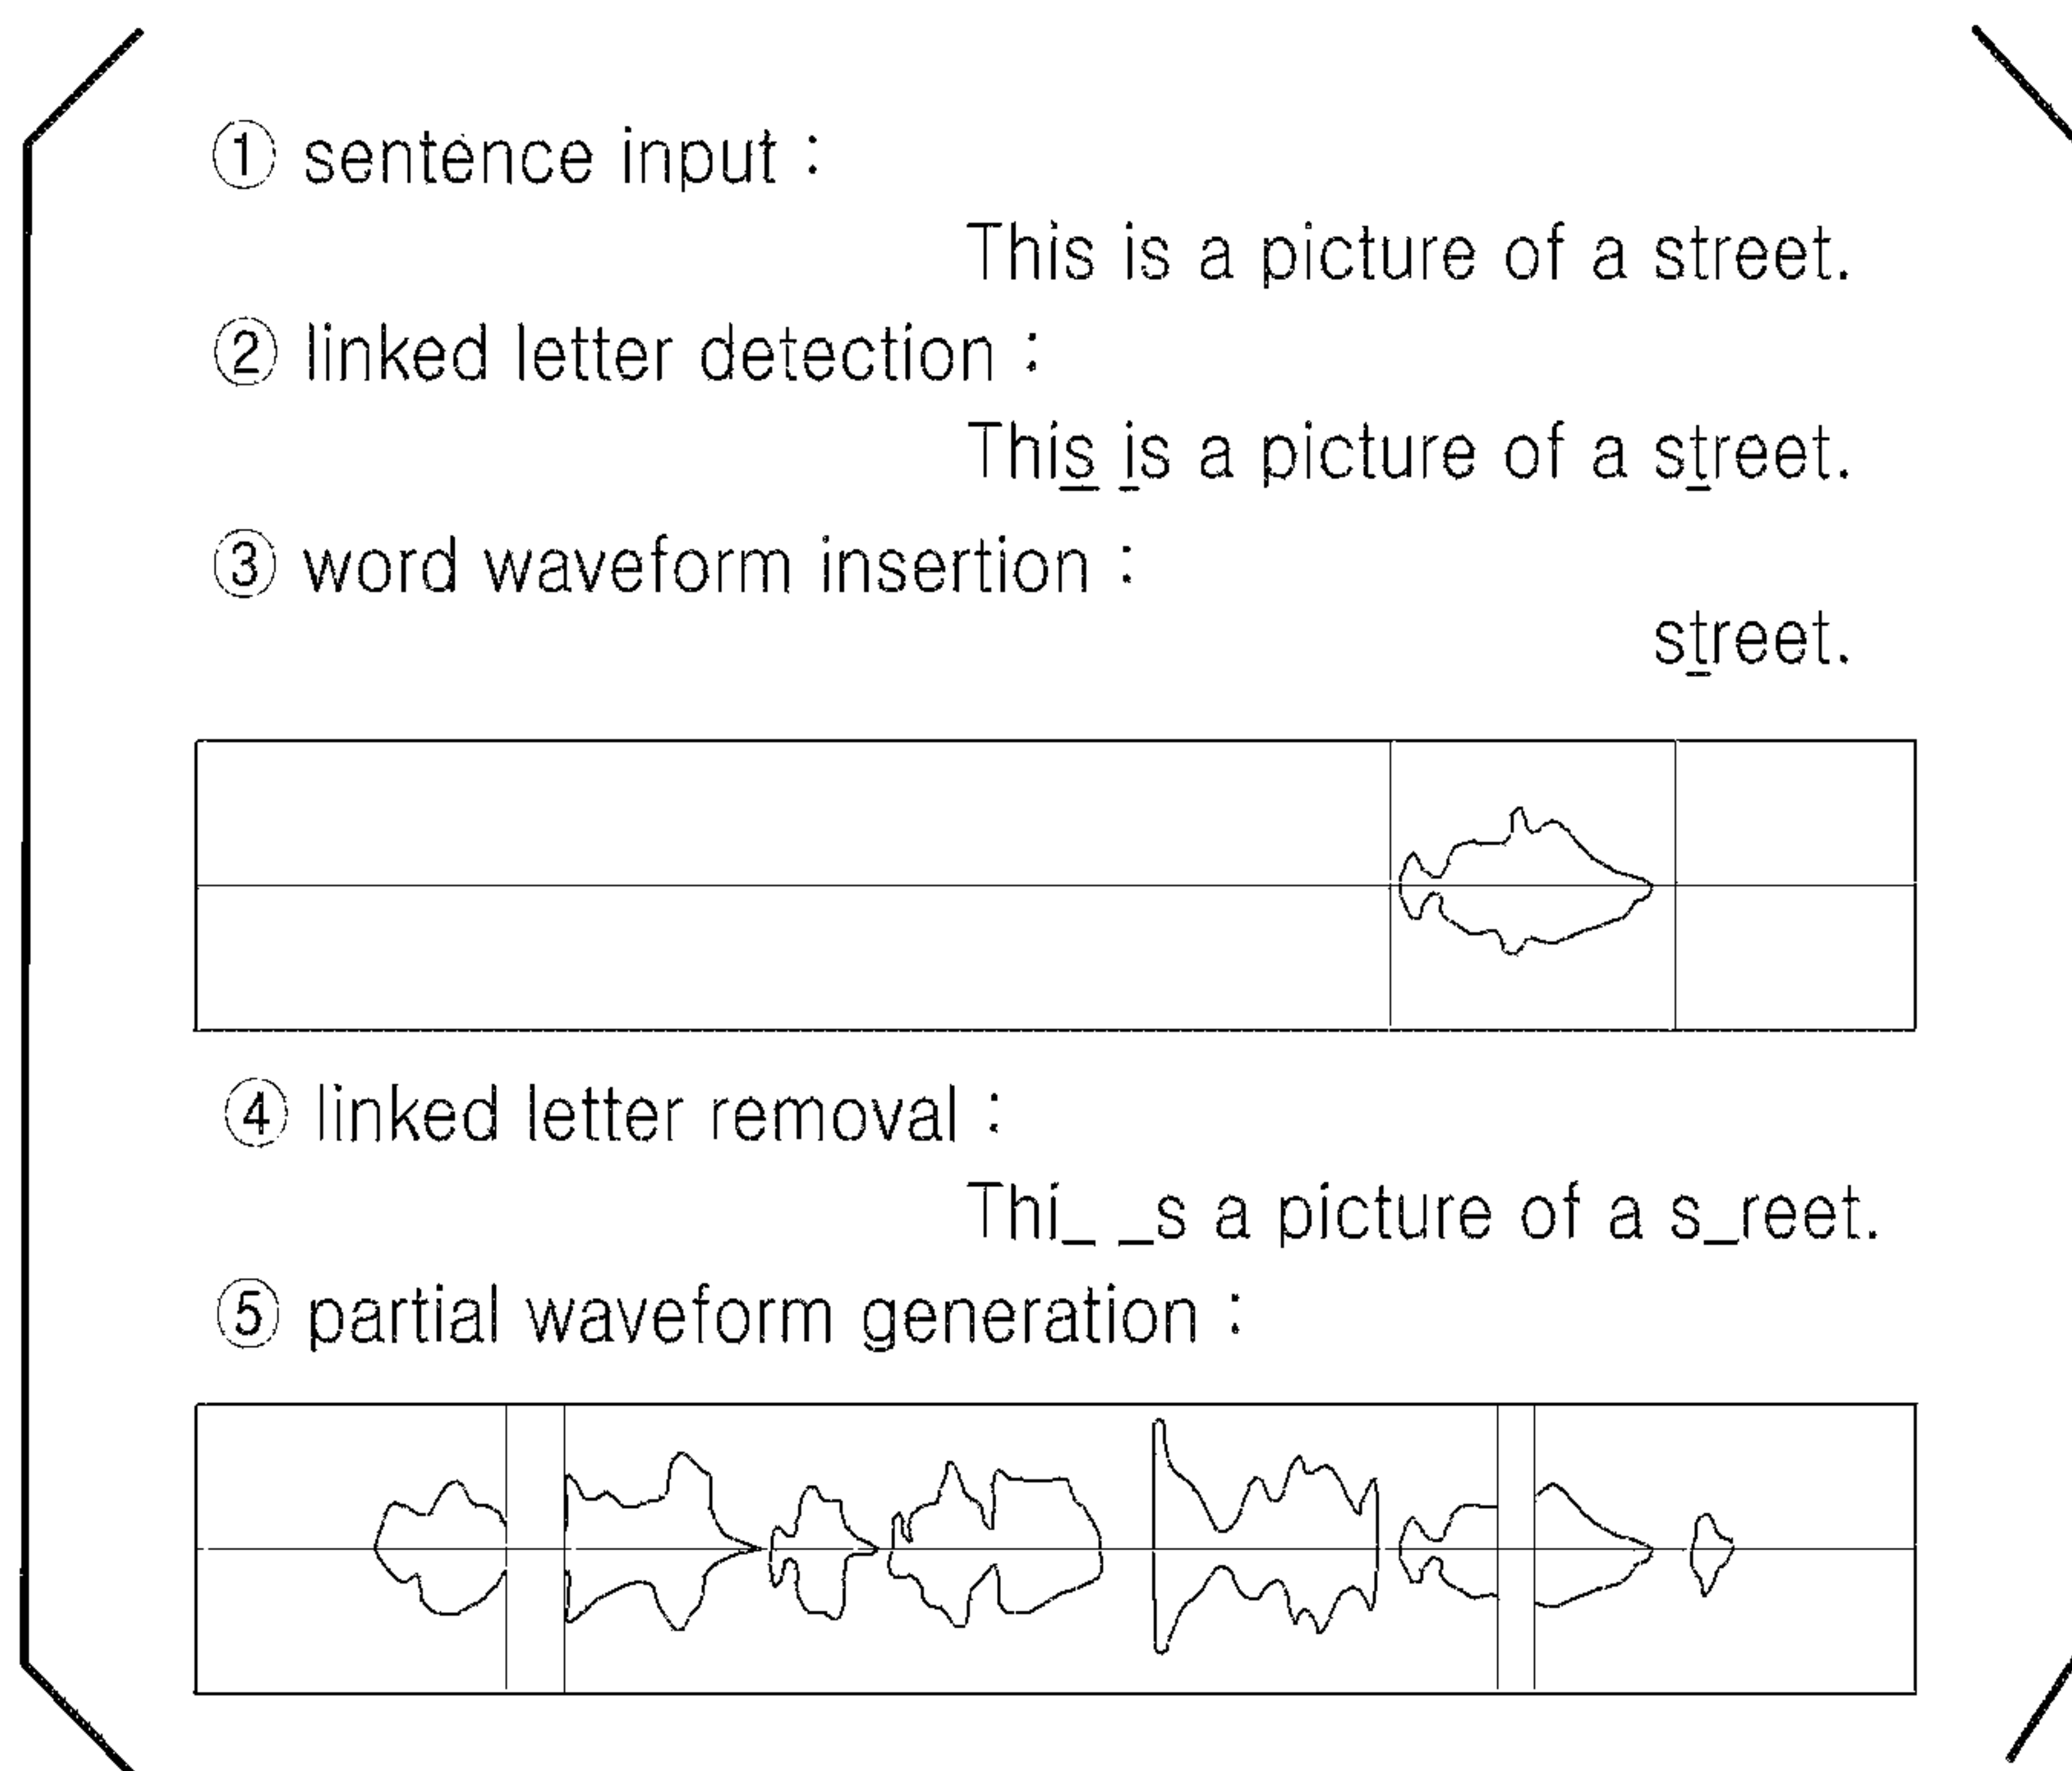 ① sentence input :
This is a picture of a street.
② linked letter detection :
This is a picture of a street.
③ word waveform insertion :
street.
④ linked letter removal :
Thi_ _s a picture of a s_reet.
⑤ partial waveform generation :